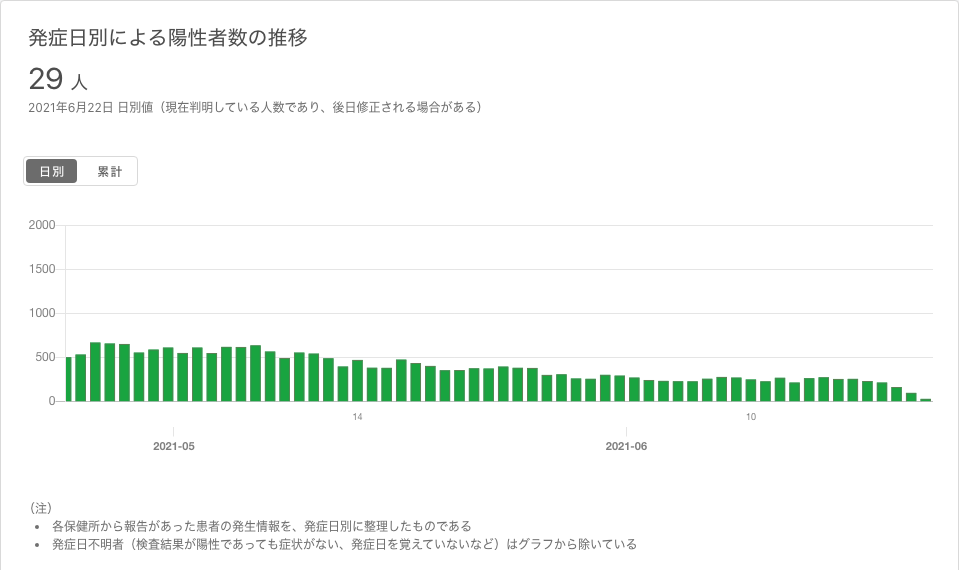 発症日別による陽性者数の推移
29 人
2021年6月22日 日別値（現在判明している人数であり、後日修正される場合がある）
日別 累計
2000
1500
1000
500
0
14 10
2021-05 2021-06
（注）
• 各保健所から報告があった患者の発生情報を、発症日別に整理したものである
• 発症日不明者（検査結果が陽性であっても症状がない、発症日を覚えていないなど）はグラフから除いている